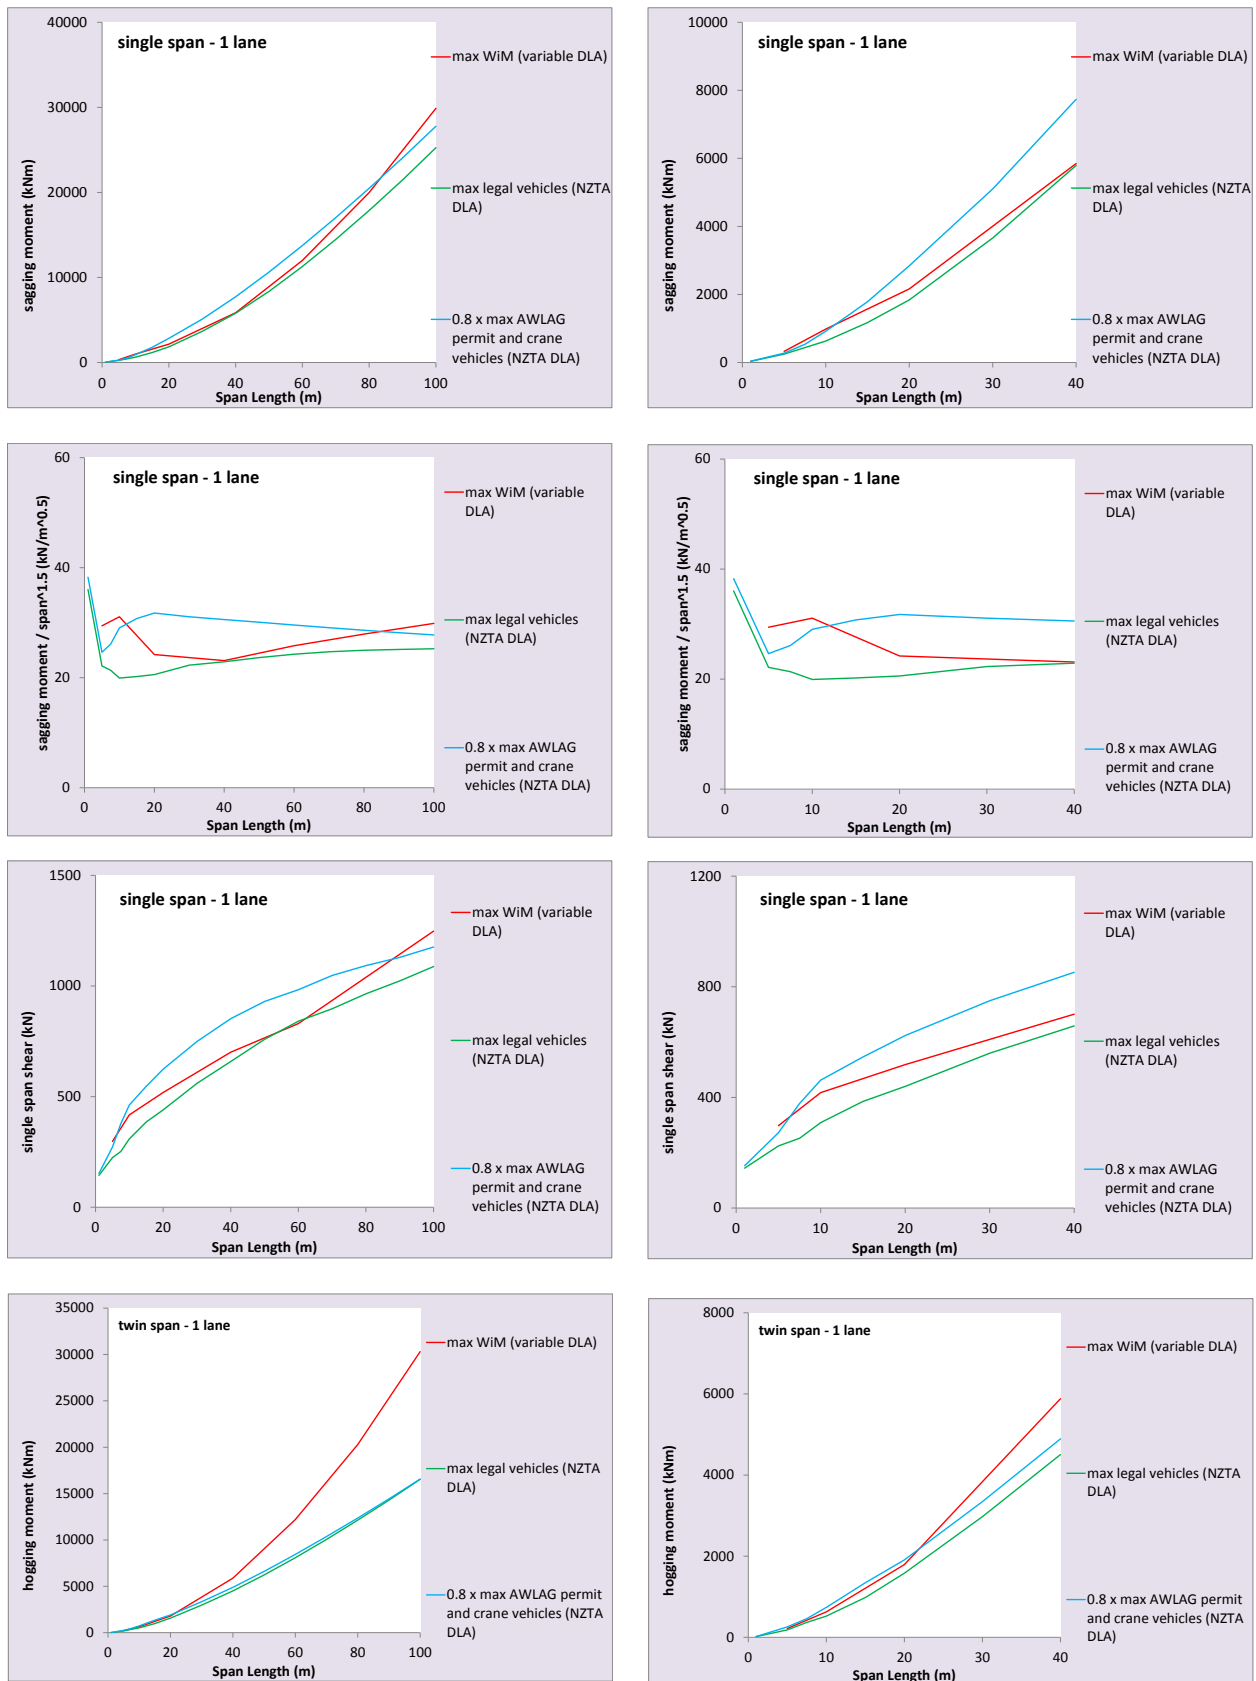 single span - 1 lane
sagging moment (kNm)
40000
30000
20000
10000
0
0 20 40 60 80 100
Span Length (m)
max WiM (variable DLA)
max legal vehicles (NZTA
DLA)
0.8 x max AWLAG
permit and crane
vehicles (NZTA DLA)
single span - 1 lane
sagging moment (kNm)
10000
8000
6000
4000
2000
0
0 10 20 30 40
Span Length (m)
max WiM (variable DLA)
max legal vehicles (NZTA
DLA)
0.8 x max AWLAG
permit and crane
vehicles (NZTA DLA)
single span - 1 lane
sagging moment / span^1.5 (kN/m^0.5)
60
40
20
0
0 20 40 60 80 100
Span Length (m)
max WiM (variable
DLA)
max legal vehicles
(NZTA DLA)
0.8 x max AWLAG
permit and crane
vehicles (NZTA DLA)
single span - 1 lane
sagging moment / span^1.5 (kN/m^0.5)
60
40
20
0
0 10 20 30 40
Span Length (m)
max WiM (variable
DLA)
max legal vehicles
(NZTA DLA)
0.8 x max AWLAG
permit and crane
vehicles (NZTA DLA)
single span - 1 lane
single span shear (kN)
1500
1000
500
0
0 20 40 60 80 100
Span Length (m)
max WiM (variable
DLA)
max legal vehicles
(NZTA DLA)
0.8 x max AWLAG
permit and crane
vehicles (NZTA DLA)
single span - 1 lane
single span shear (kN)
1200
800
400
0
0 10 20 30 40
Span Length (m)
max WiM (variable
DLA)
max legal vehicles
(NZTA DLA)
0.8 x max AWLAG
permit and crane
vehicles (NZTA DLA)
twin span - 1 lane
hogging moment (kNm)
35000
30000
25000
20000
15000
10000
5000
0
0 20 40 60 80 100
Span Length (m)
max WiM (variable DLA)
max legal vehicles (NZTA
DLA)
0.8 x max AWLAG permit
and crane vehicles (NZTA
DLA)
twin span - 1 lane
hogging moment (kNm)
8000
6000
4000
2000
0
0 10 20 30 40
Span Length (m)
max WiM (variable DLA)
max legal vehicles (NZTA
DLA)
0.8 x max AWLAG permit
and crane vehicles (NZTA
DLA)